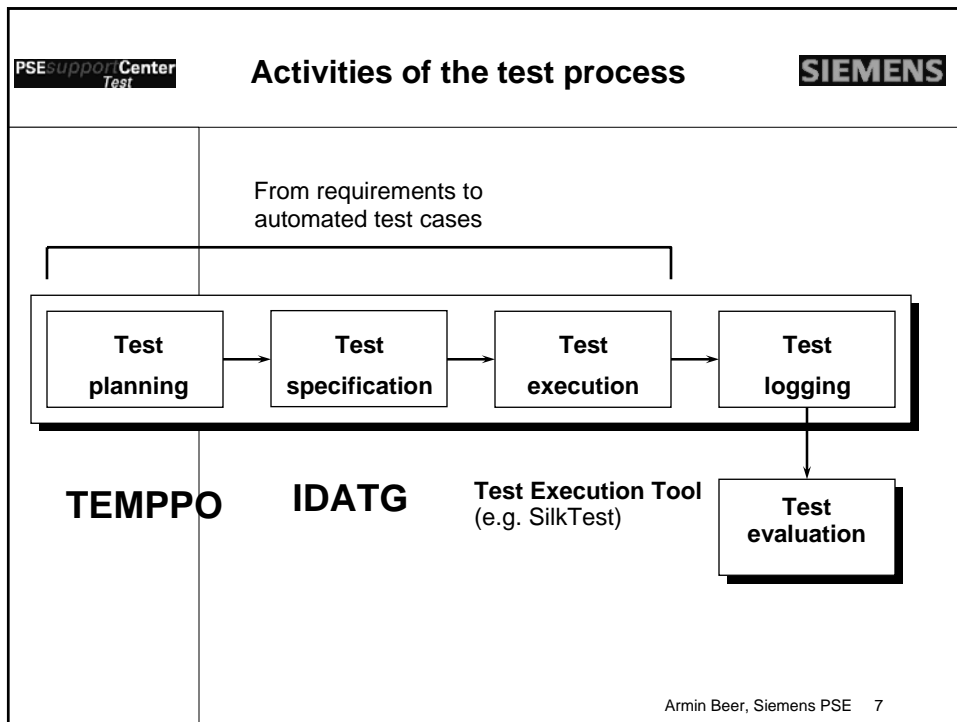 PSEsupportCenter
Test
Activities of the test process
SIEMENS
From requirements to
automated test cases
Test
planning
Test
specification
Test
execution
Test
logging
TEMPPO
IDATG
Test Execution Tool
(e.g. SilkTest)
Test
evaluation
Armin Beer, Siemens PSE 7